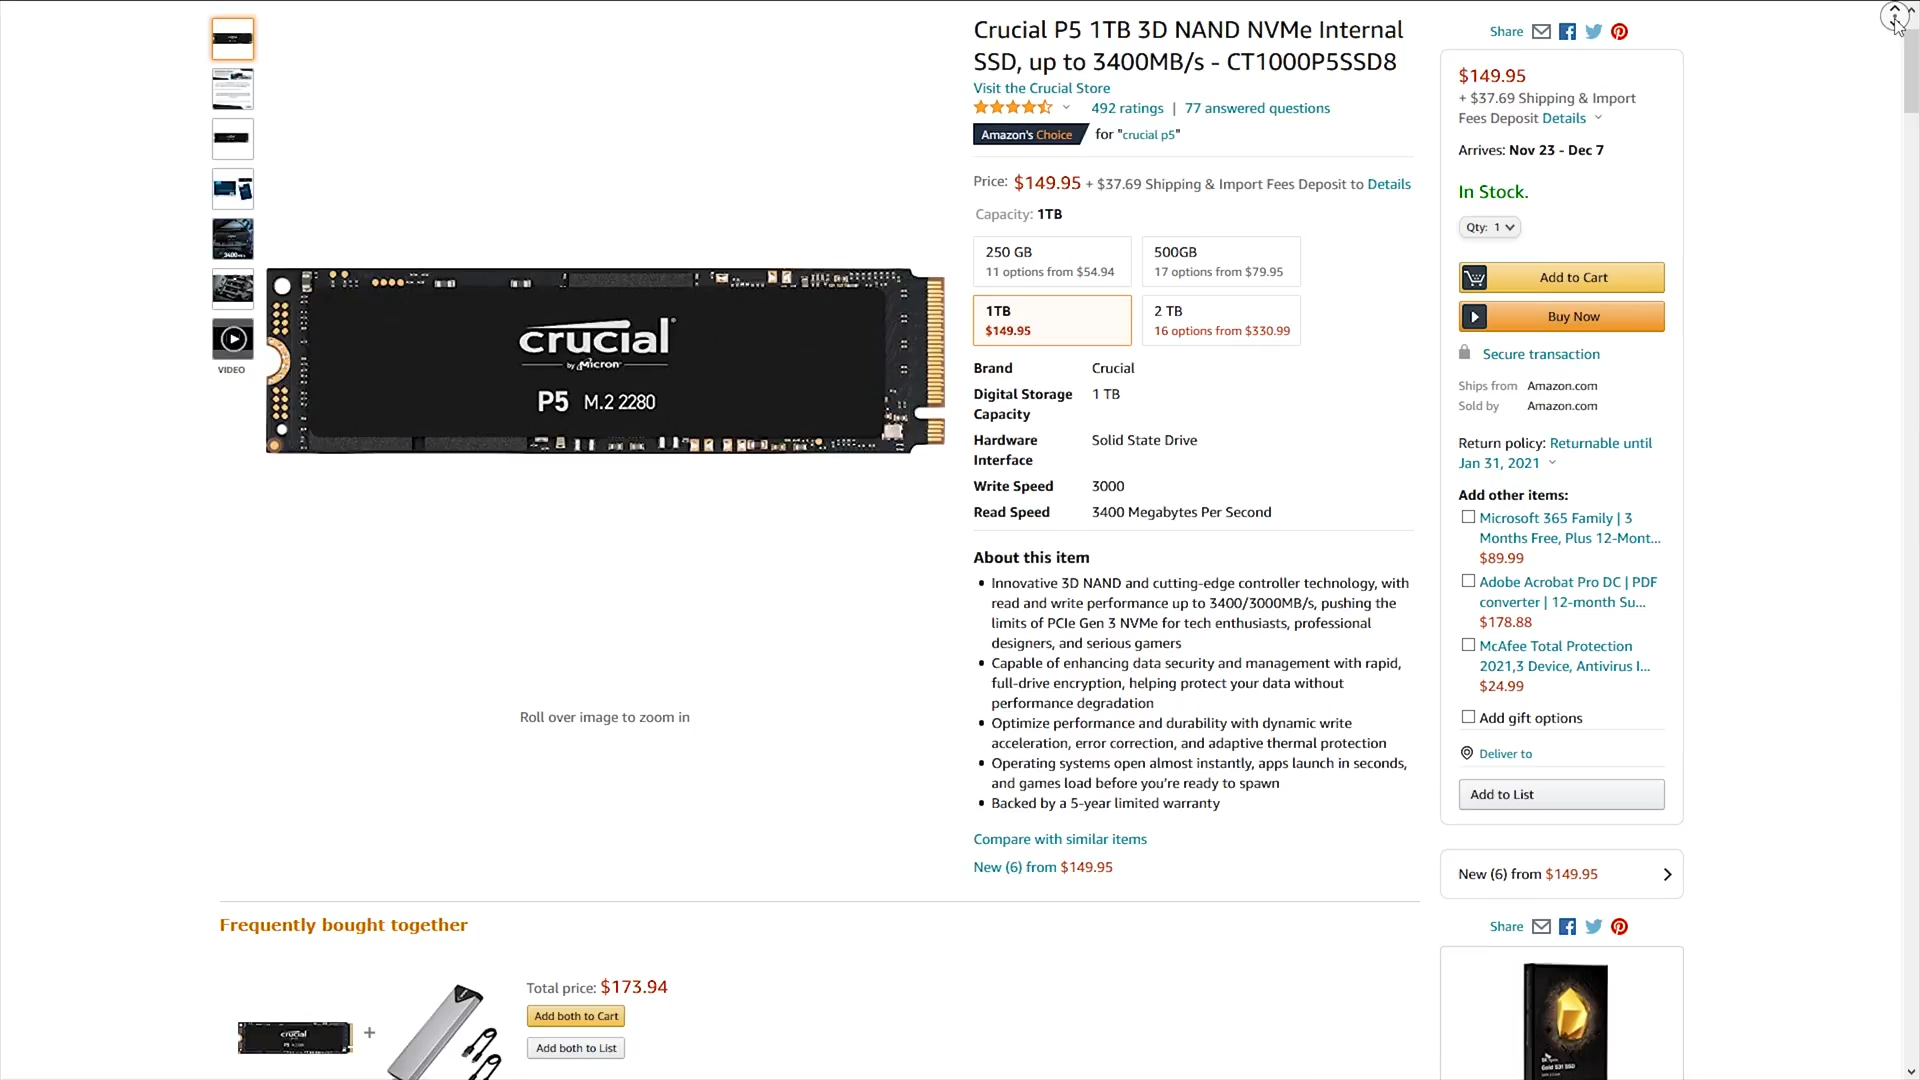 Crucial P5 1TB 3D NAND NVMe Internal
SSD, up to 3400MB/s - CT1000P5SSD8
Visit the Crucial Store
492 ratings | 77 answered questions
Amazon's Choice for "crucial p5"
Price: $149.95 + $37.69 Shipping & Import Fees Deposit to Details
Capacity: 1TB
250 GB
11 options from $54.94
500GB
17 options from $79.95
1TB
$149.95
2 TB
16 options from $330.99
Brand Crucial
Digital Storage Capacity 1 TB
Hardware Interface Solid State Drive
Write Speed 3000
Read Speed 3400 Megabytes Per Second
About this item
Innovative 3D NAND and cutting-edge controller technology, with
read and write performance up to 3400/3000MB/s, pushing the
limits of PCIe Gen 3 NVMe for tech enthusiasts, professional
designers, and serious gamers
Capable of enhancing data security and management with rapid,
full-drive encryption, helping protect your data without
performance degradation
Optimize performance and durability with dynamic write
acceleration, error correction, and adaptive thermal protection
Operating systems open almost instantly, apps launch in seconds,
and games load before you're ready to spawn
Backed by a 5-year limited warranty
Compare with similar items
New (6) from $149.95
VIDEO
crucial
by Micron
P5 M.2 2280
Roll over image to zoom in
Share
$149.95
+ $37.69 Shipping & Import
Fees Deposit Details
Arrives: Nov 23 - Dec 7
In Stock.
Qty: 1
Add to Cart
Buy Now
Secure transaction
Ships from Amazon.com
Sold by Amazon.com
Return policy: Returnable until
Jan 31, 2021
Add other items:
Microsoft 365 Family | 3
Months Free, Plus 12-Mont...
$89.99
Adobe Acrobat Pro DC | PDF
converter | 12-month Su...
$178.88
McAfee Total Protection
2021,3 Device, Antivirus I...
$24.99
Add gift options
Deliver to
Add to List
New (6) from $149.95
Share
Gold S31 SSD
Frequently bought together
crucial
+
Total price: $173.94
Add both to Cart
Add both to List